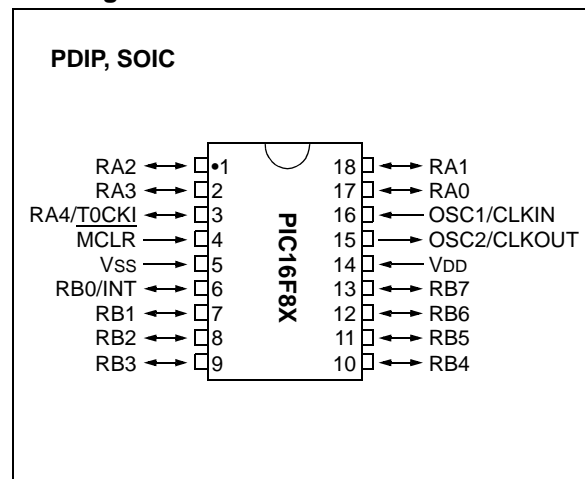 PDIP, SOIC
RA2 •1 18 RA1
RA3 2 17 RA0
RA4/T0CKI 3 16 OSC1/CLKIN
MCLR 4 15 OSC2/CLKOUT
VSS 5 14 VDD
RB0/INT 6 13 RB7
RB1 7 12 RB6
RB2 8 11 RB5
RB3 9 10 RB4
PIC16F8X